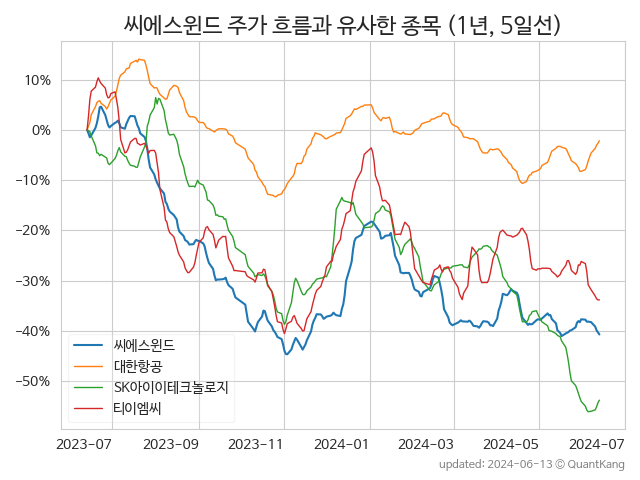 씨에스윈드 주가 흐름과 유사한 종목 (1년, 5일선)
10%
0%
−10%
−20%
−30%
−40%
−50%
씨에스윈드
대한항공
SK아이이테크놀로지
티이엠씨
2023-07 2023-09 2023-11 2024-01 2024-03 2024-05 2024-07
updated: 2024-06-13 © QuantKang